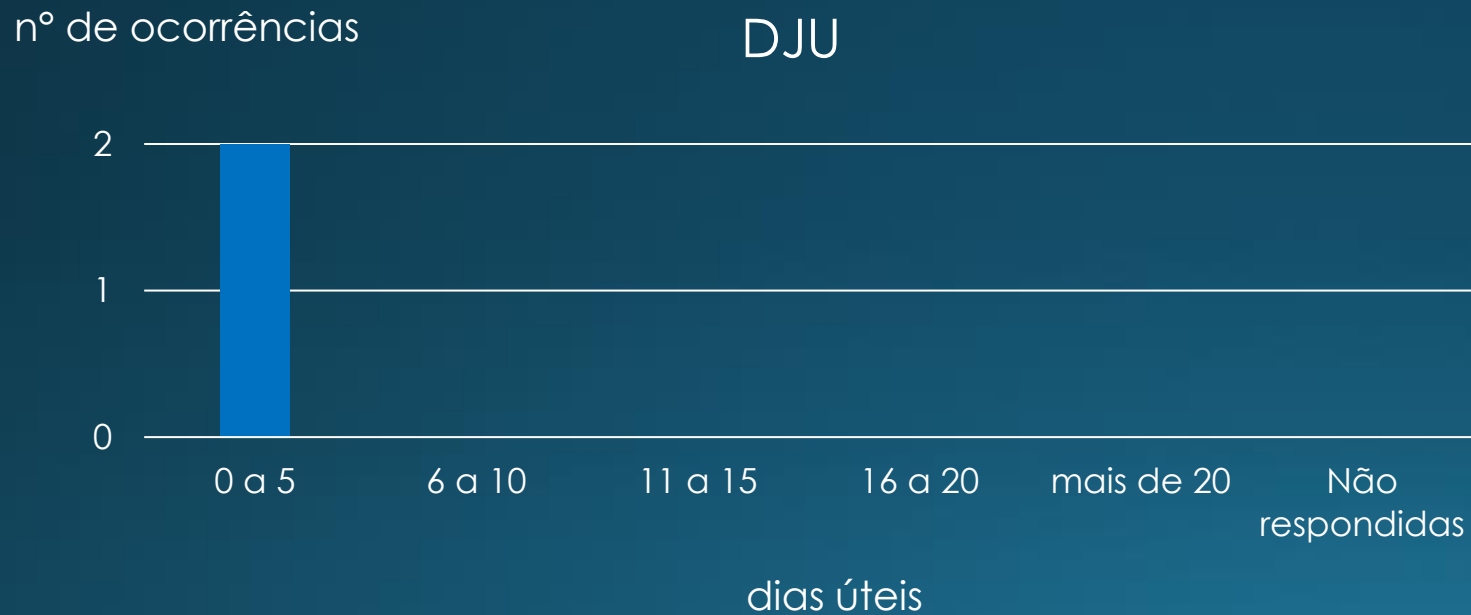 n° de ocorrências
DJU
2
1
0
0 a 5
6 a 10
11 a 15
16 a 20
mais de 20
Não
respondidas
dias úteis